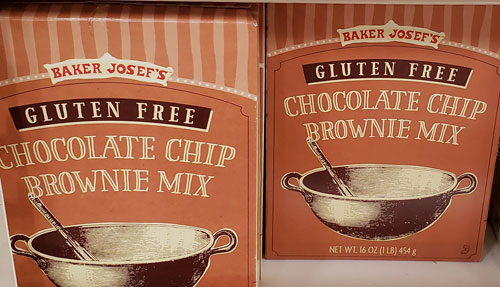 BAKER JOSEF'S
GLUTEN FREE
CHOCOLATE CHIP
BROWNIE MIX
BAKER JOSEF'S
GLUTEN FREE
CHOCOLATE CHIP
BROWNIE MIX
NET WT. 16 OZ (1 LB) 454 g